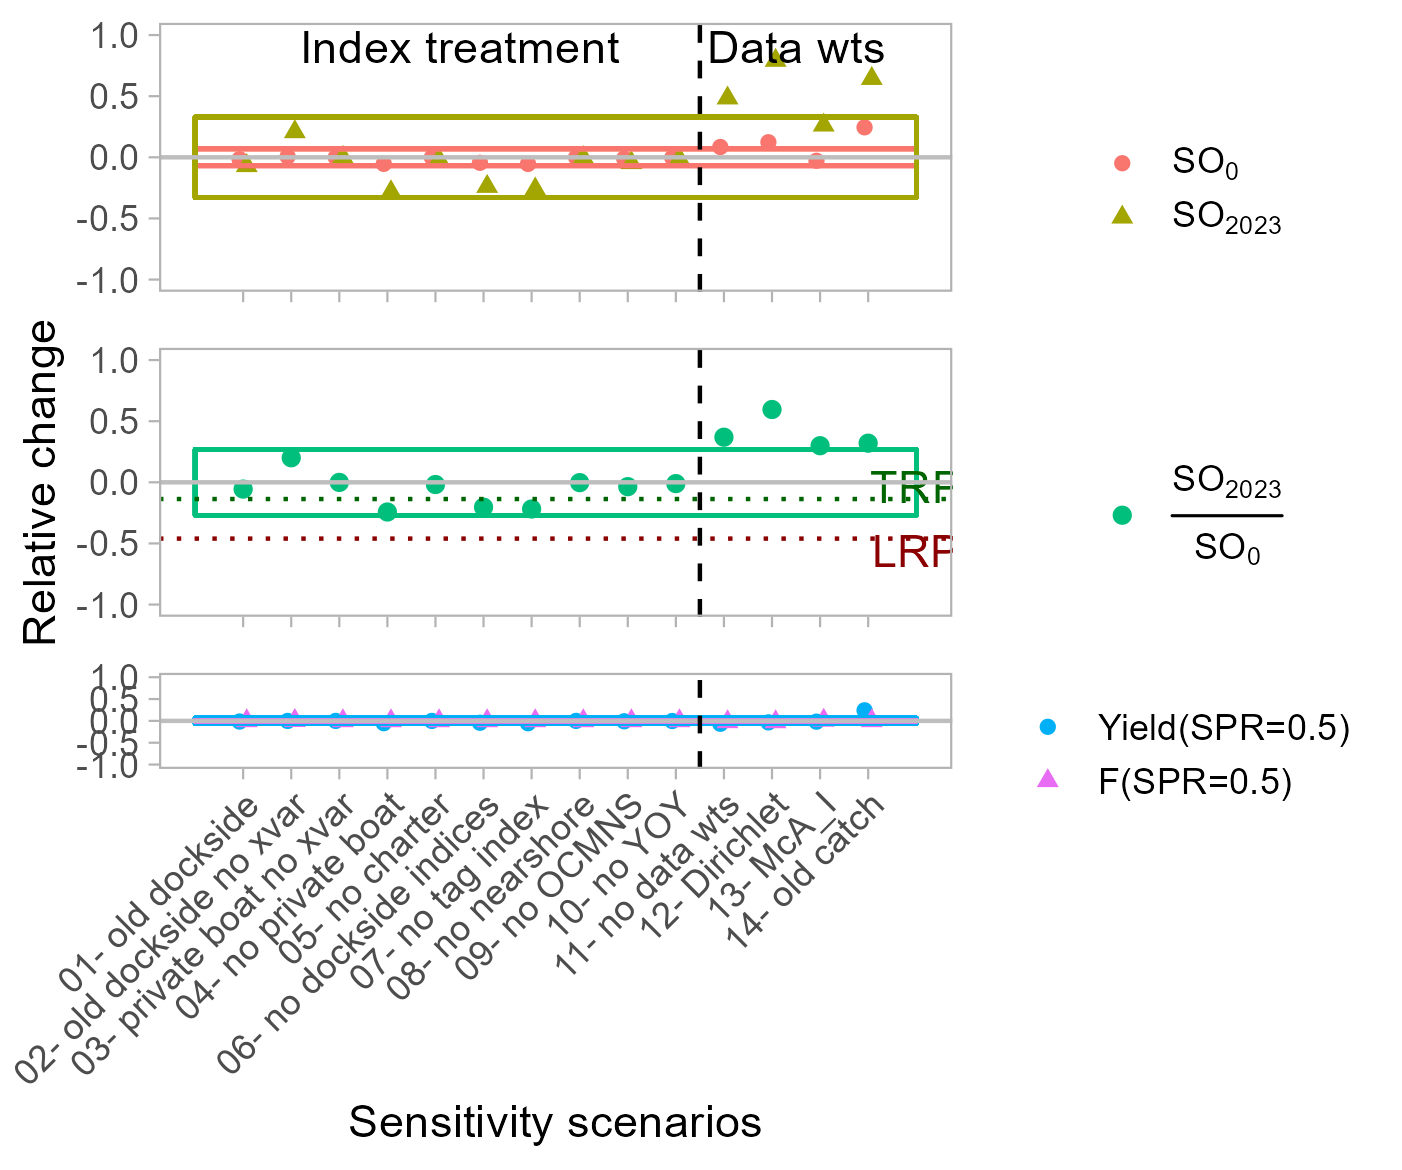 1.0
0.5
0.0
-0.5
-1.0
Index treatment
Data wts
SO0
SO2023
Relative change
1.0
0.5
0.0
-0.5
-1.0
TRP
LRP
SO2023
SO0
1.0
0.5
0.0
-0.5
-1.0
Yield(SPR=0.5)
F(SPR=0.5)
01- old dockside
02- old dockside no xvar
03- private boat no xvar
04- no private boat
05- no charter
06- no dockside indices
07- no tag index
08- no nearshore
09- no OCMNS
10- no YOY
11- no data wts
12- Dirichlet
13- McA_I
14- old catch
Sensitivity scenarios